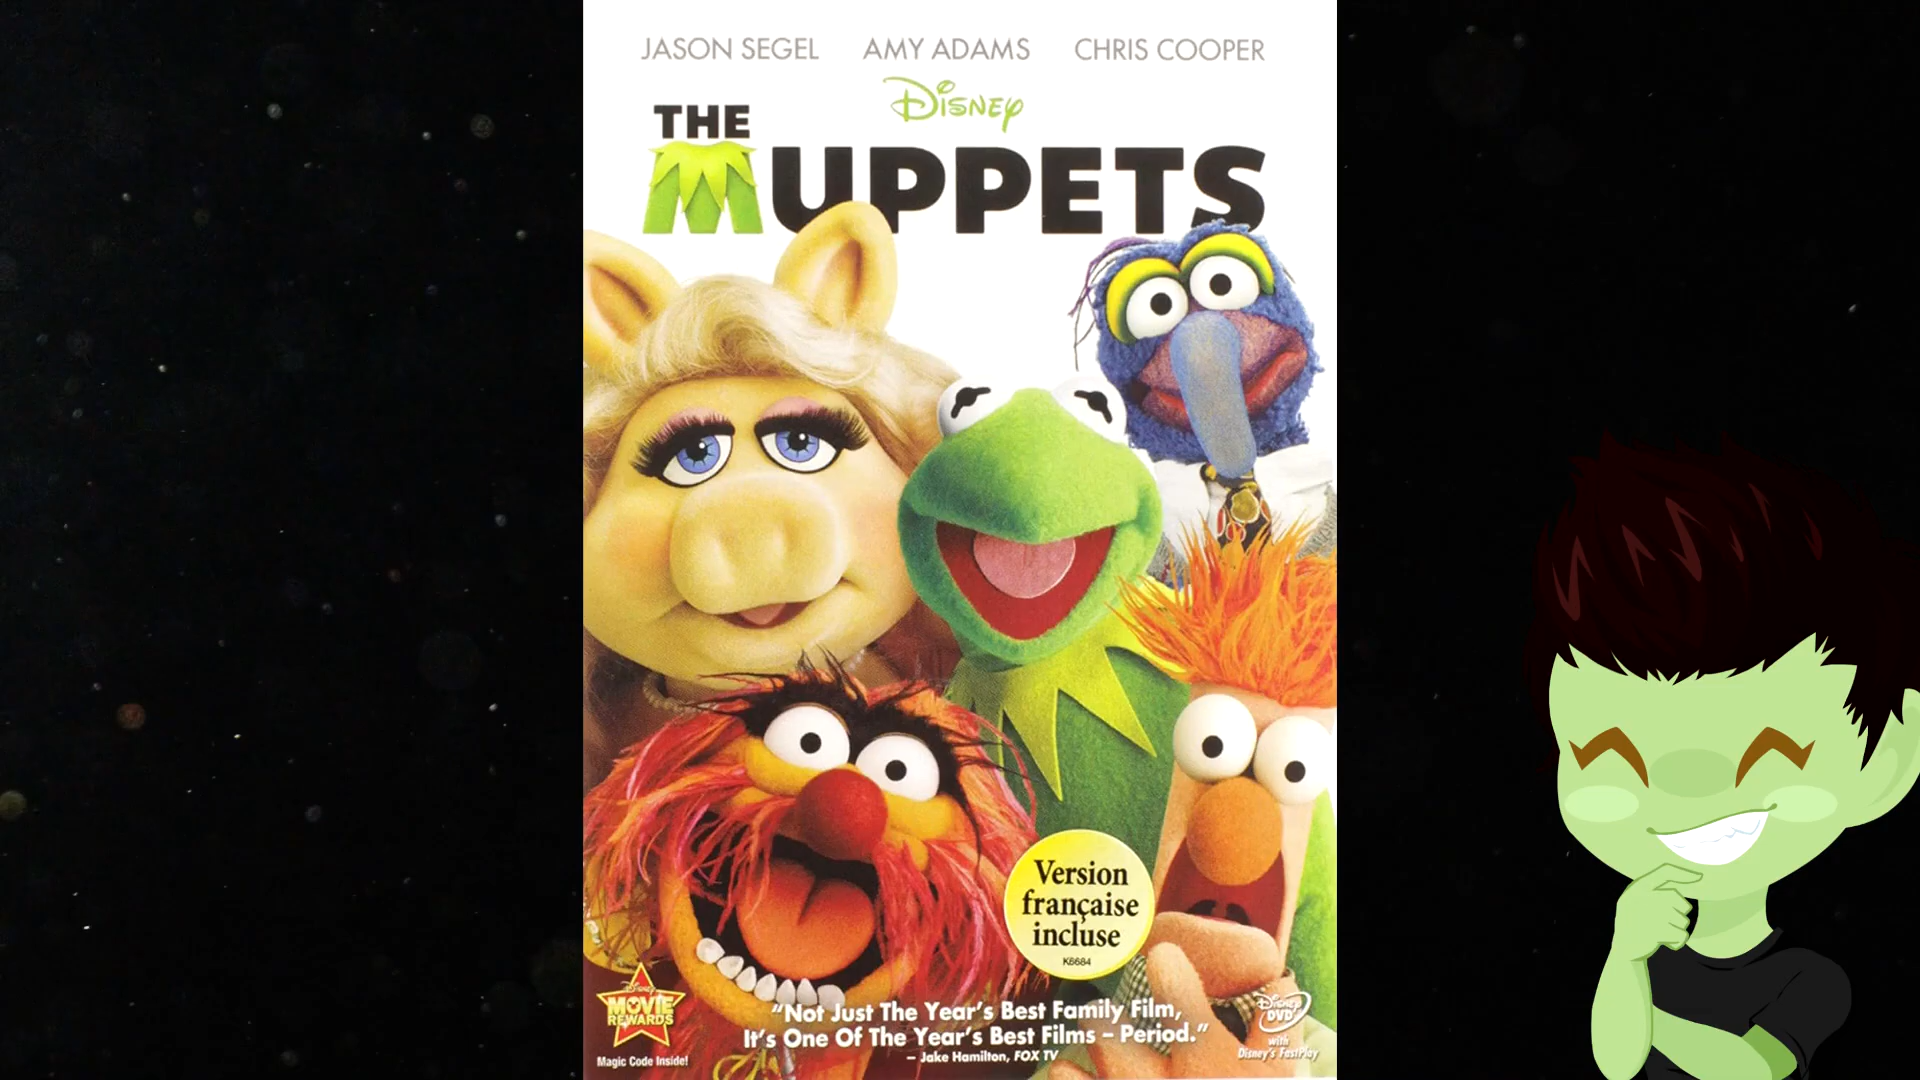 JASON SEGEL AMY ADAMS CHRIS COOPER
DISNEY
THE
MUPPETS
Version
française
incluse
K6684
Disney
MOVIE
REWARDS
Magic Code Inside!
"Not Just The Year's Best Family Film,
It's One Of The Year's Best Films – Period."
– Jake Hamilton, FOX TV
Disney
DVD
with
Disney's FastPlay